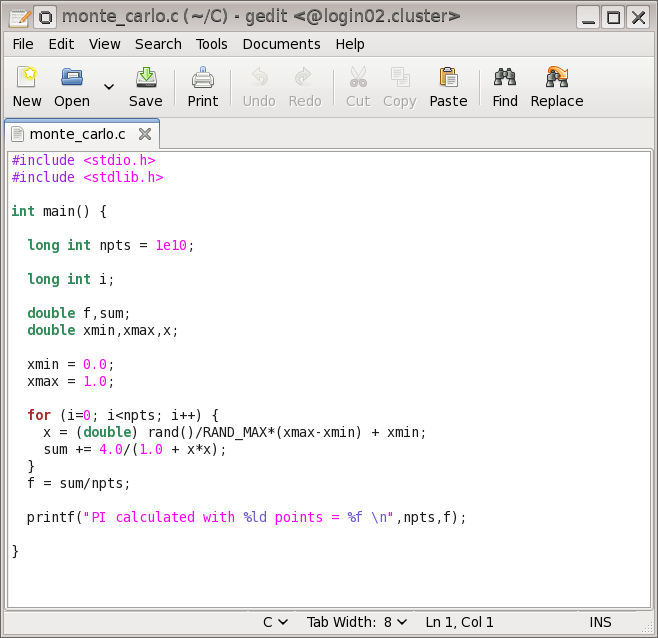 monte_carlo.c (~/C) - gedit <@login02.cluster>
File Edit View Search Tools Documents Help
New Open Save Print Undo Redo Cut Copy Paste Find Replace
monte_carlo.c
#include <stdio.h>
#include <stdlib.h>
int main() {
  long int npts = 1e10;
  long int i;
  double f,sum;
  double xmin,xmax,x;
  xmin = 0.0;
  xmax = 1.0;
  for (i=0; i<npts; i++) {
    x = (double) rand()/RAND_MAX*(xmax-xmin) + xmin;
    sum += 4.0/(1.0 + x*x);
  }
  f = sum/npts;
  printf("PI calculated with %ld points = %f \n",npts,f);
}
C Tab Width: 8 Ln 1, Col 1 INS